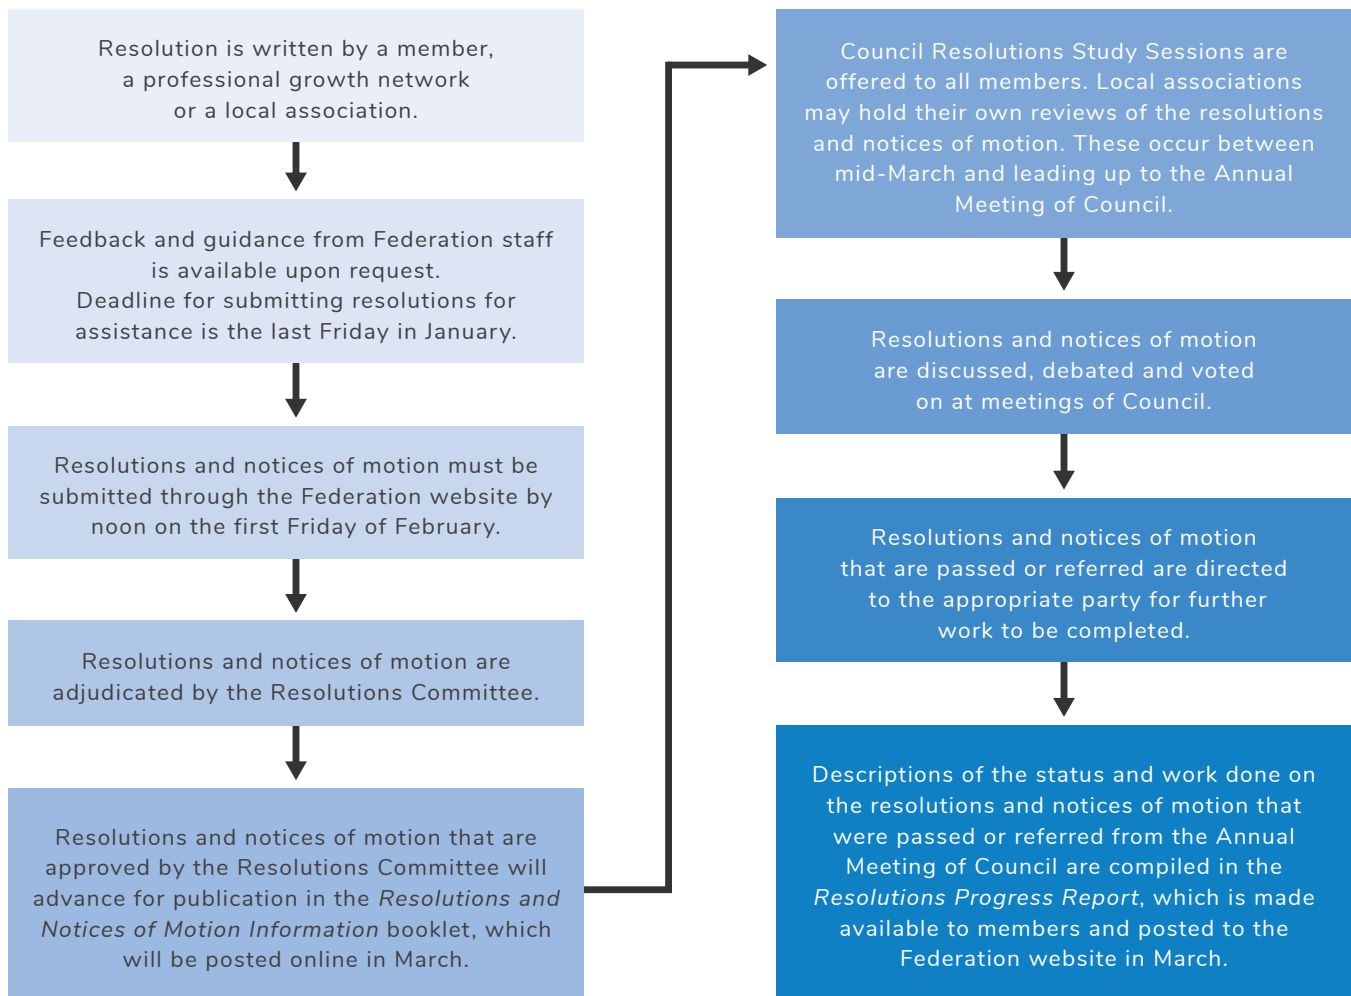 Resolution is written by a member,
a professional growth network
or a local association.
Feedback and guidance from Federation staff
is available upon request.
Deadline for submitting resolutions for
assistance is the last Friday in January.
Resolutions and notices of motion must be
submitted through the Federation website by
noon on the first Friday of February.
Resolutions and notices of motion are
adjudicated by the Resolutions Committee.
Resolutions and notices of motion that are
approved by the Resolutions Committee will
advance for publication in the Resolutions and
Notices of Motion Information booklet, which
will be posted online in March.
Council Resolutions Study Sessions are
offered to all members. Local associations
may hold their own reviews of the resolutions
and notices of motion. These occur between
mid-March and leading up to the Annual
Meeting of Council.
Resolutions and notices of motion
are discussed, debated and voted
on at meetings of Council.
Resolutions and notices of motion
that are passed or referred are directed
to the appropriate party for further
work to be completed.
Descriptions of the status and work done on
the resolutions and notices of motion that
were passed or referred from the Annual
Meeting of Council are compiled in the
Resolutions Progress Report, which is made
available to members and posted to the
Federation website in March.